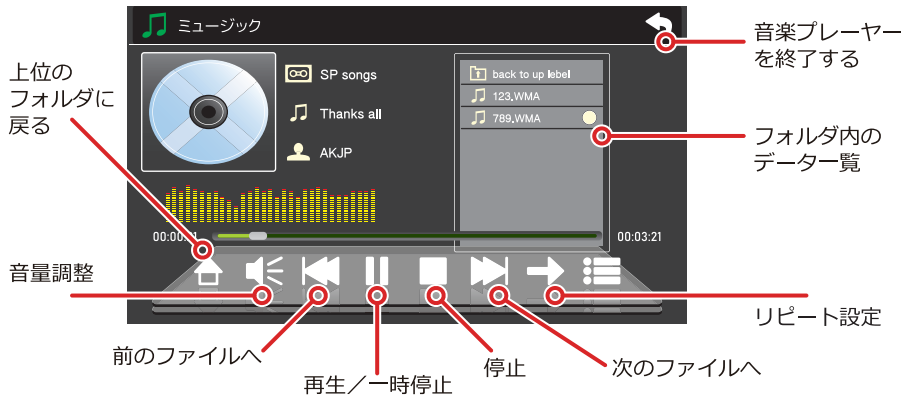 ミュージック
音楽プレーヤー
を終了する
上位の
フォルダに
戻る
SP songs
Thanks all
AKJP
back to up lebel
123.WMA
789.WMA
フォルダ内の
データ一覧
00:03:21
音量調整
リピート設定
前のファイルへ
再生／一時停止
停止
次のファイルへ